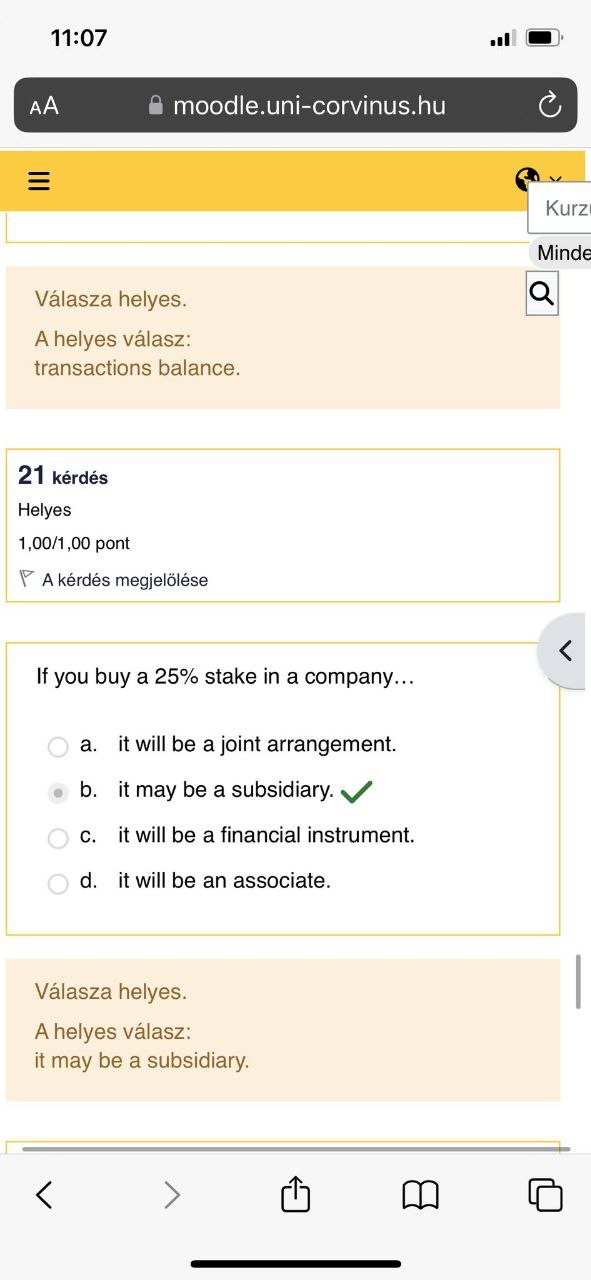 11:07
AA moodle.uni-corvinus.hu
Minde
Válasza helyes.
A helyes válasz:
transactions balance.
21 kérdés
Helyes
1,00/1,00 pont
A kérdés megjelölése
If you buy a 25% stake in a company...
a. it will be a joint arrangement.
b. it may be a subsidiary.
c. it will be a financial instrument.
d. it will be an associate.
Válasza helyes.
A helyes válasz:
it may be a subsidiary.